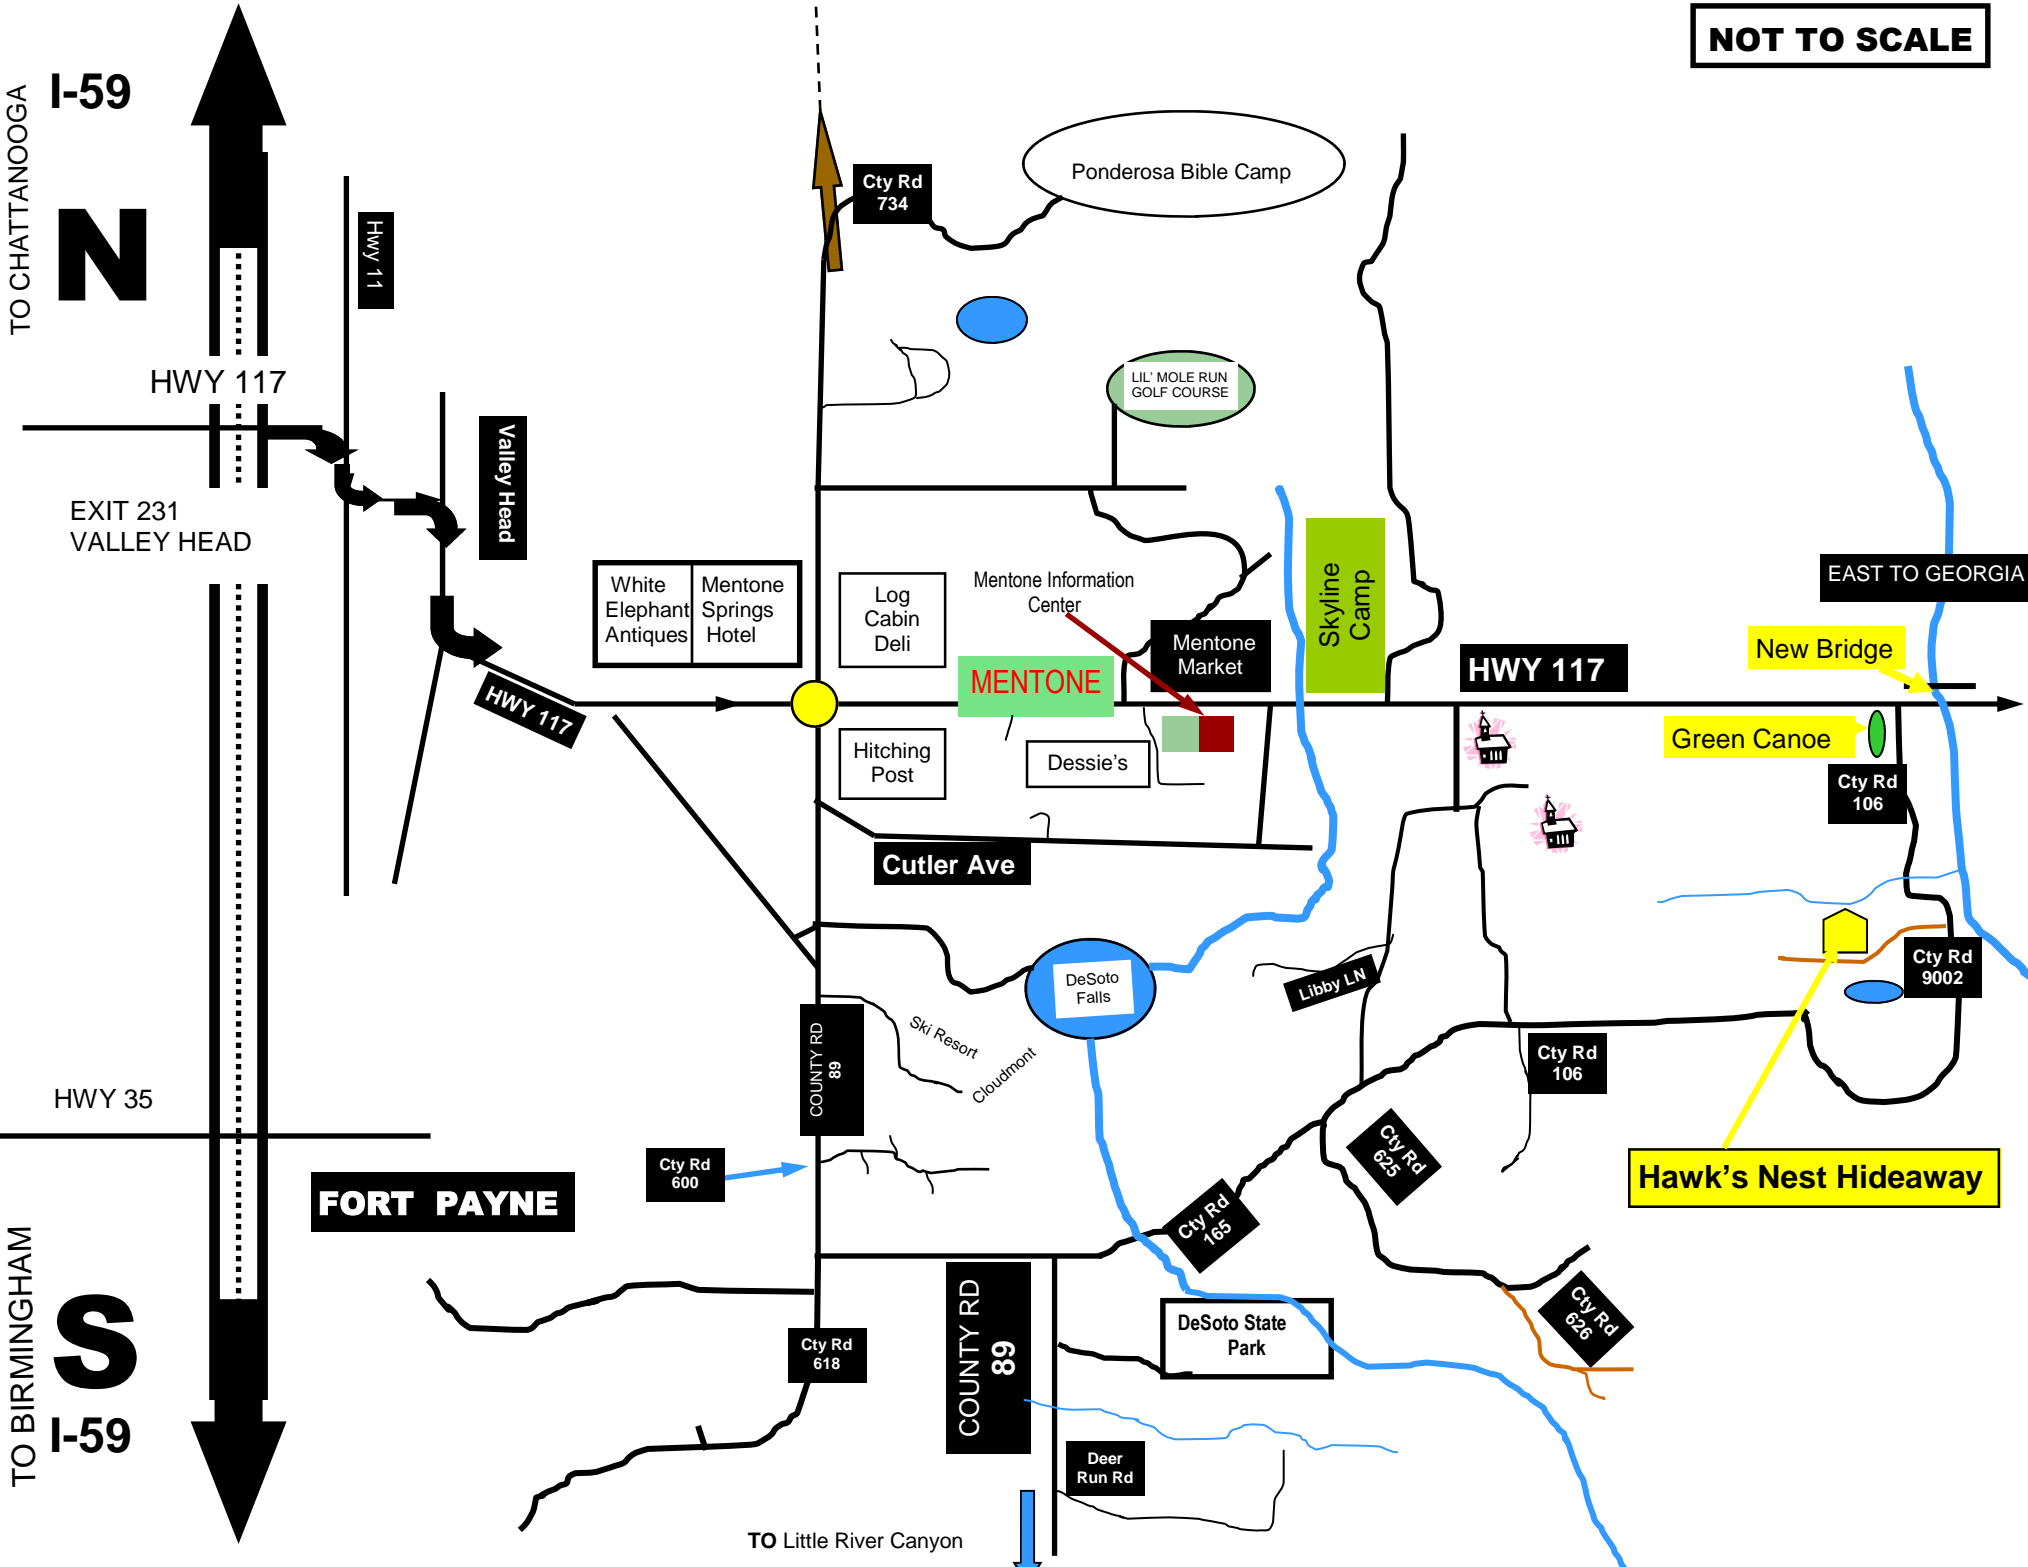 NOT TO SCALE
I-59
TO CHATTANOOGA
N
Hwy 11
HWY 117
EXIT 231
VALLEY HEAD
Valley Head
HWY 117
Cty Rd
734
Ponderosa Bible Camp
LIL' MOLE RUN
GOLF COURSE
White
Elephant
Antiques
Mentone
Springs
Hotel
Log
Cabin
Deli
Mentone Information
Center
MENTONE
Mentone
Market
Skyline
Camp
HWY 117
EAST TO GEORGIA
New Bridge
Green Canoe
Cty Rd
106
Hitching
Post
Dessie's
Cutler Ave
DeSoto
Falls
Libby LN
Cty Rd
9002
COUNTY RD
89
Ski Resort
Cloudmont
Cty Rd
106
HWY 35
FORT PAYNE
Cty Rd
600
Cty Rd
625
Cty Rd
165
Hawk's Nest Hideaway
TO BIRMINGHAM
S
I-59
Cty Rd
618
COUNTY RD
89
DeSoto State
Park
Cty Rd
626
Deer
Run Rd
TO Little River Canyon